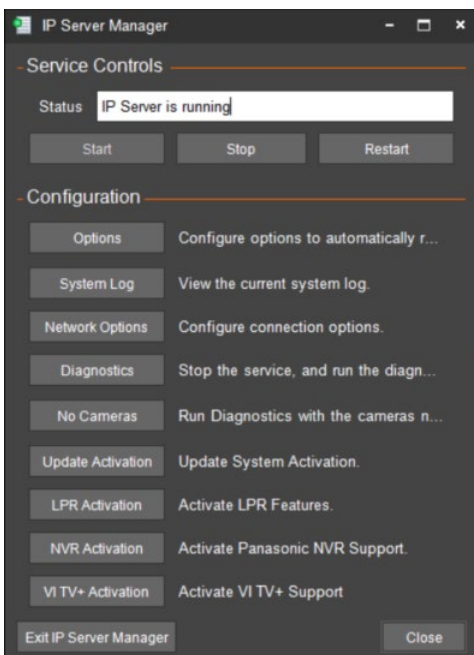 IP Server Manager
Service Controls
Status IP Server is running
Start Stop Restart
Configuration
Options Configure options to automatically r...
System Log View the current system log.
Network Options Configure connection options.
Diagnostics Stop the service, and run the diagn...
No Cameras Run Diagnostics with the cameras n...
Update Activation Update System Activation.
LPR Activation Activate LPR Features.
NVR Activation Activate Panasonic NVR Support.
VI TV+ Activation Activate VI TV+ Support
Exit IP Server Manager Close